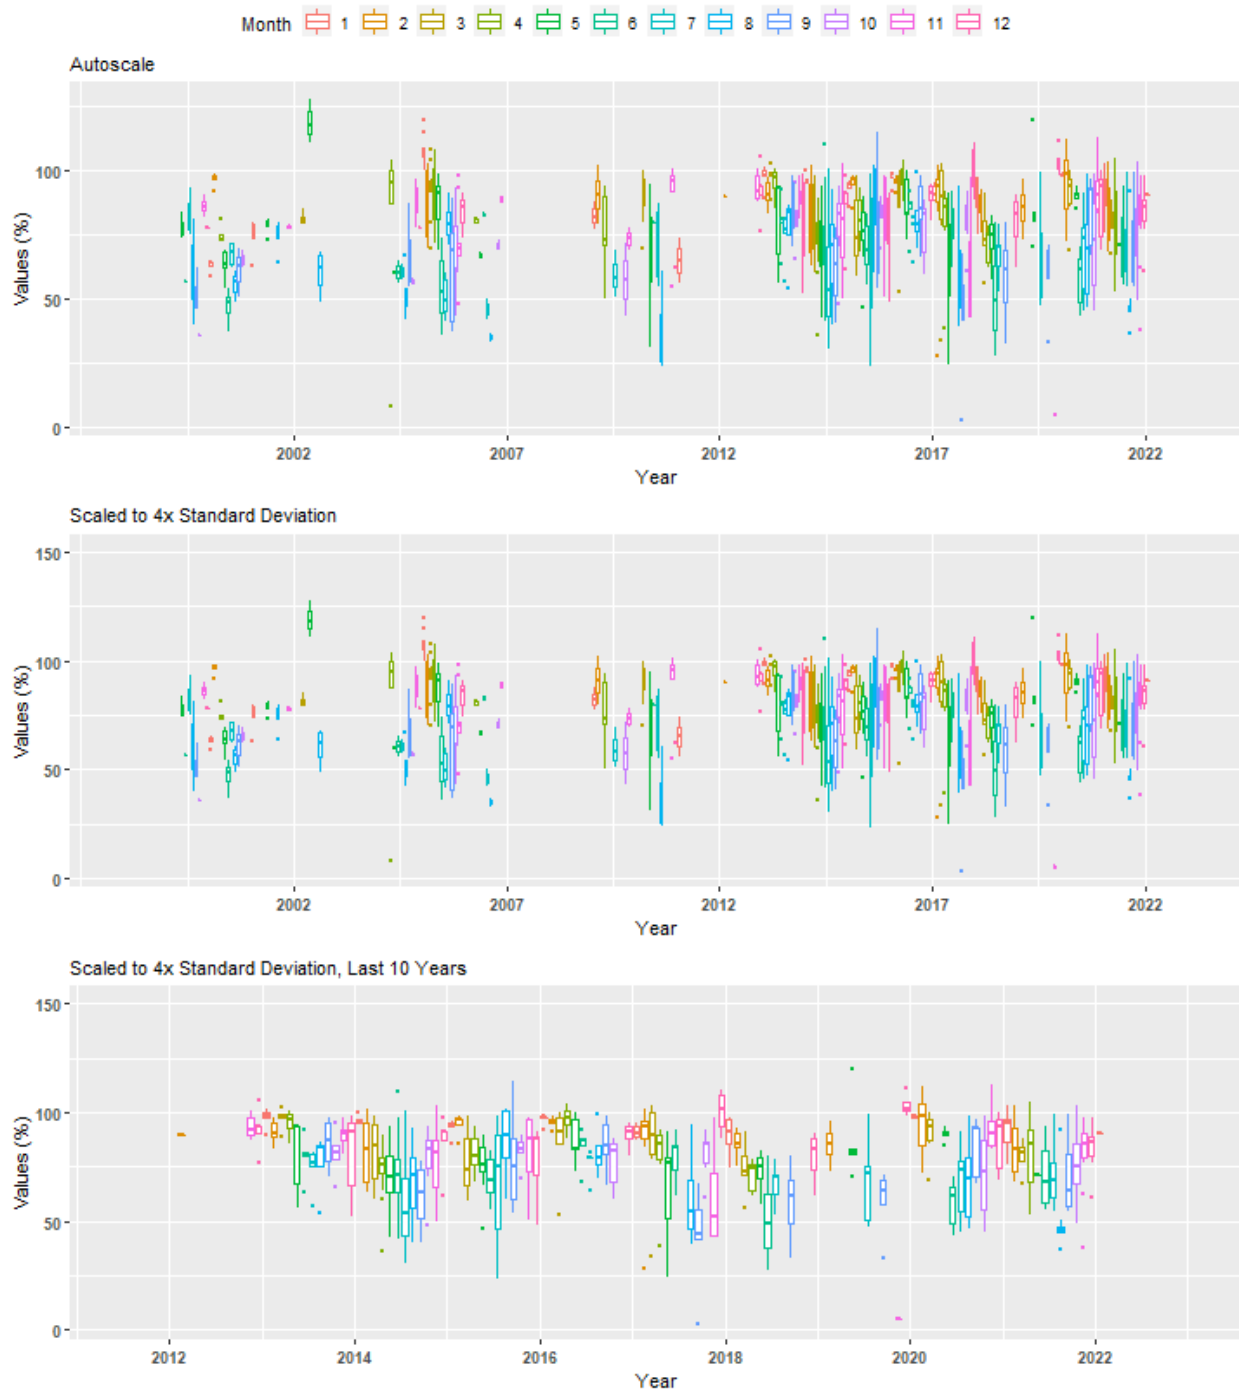 Month 1 2 3 4 5 6 7 8 9 10 11 12
Autoscale
100
50
0
Values (%)
2002 2007 2012 2017 2022
Year
Scaled to 4x Standard Deviation
150
100
50
0
Values (%)
2002 2007 2012 2017 2022
Year
Scaled to 4x Standard Deviation, Last 10 Years
150
100
50
0
Values (%)
2012 2014 2016 2018 2020 2022
Year